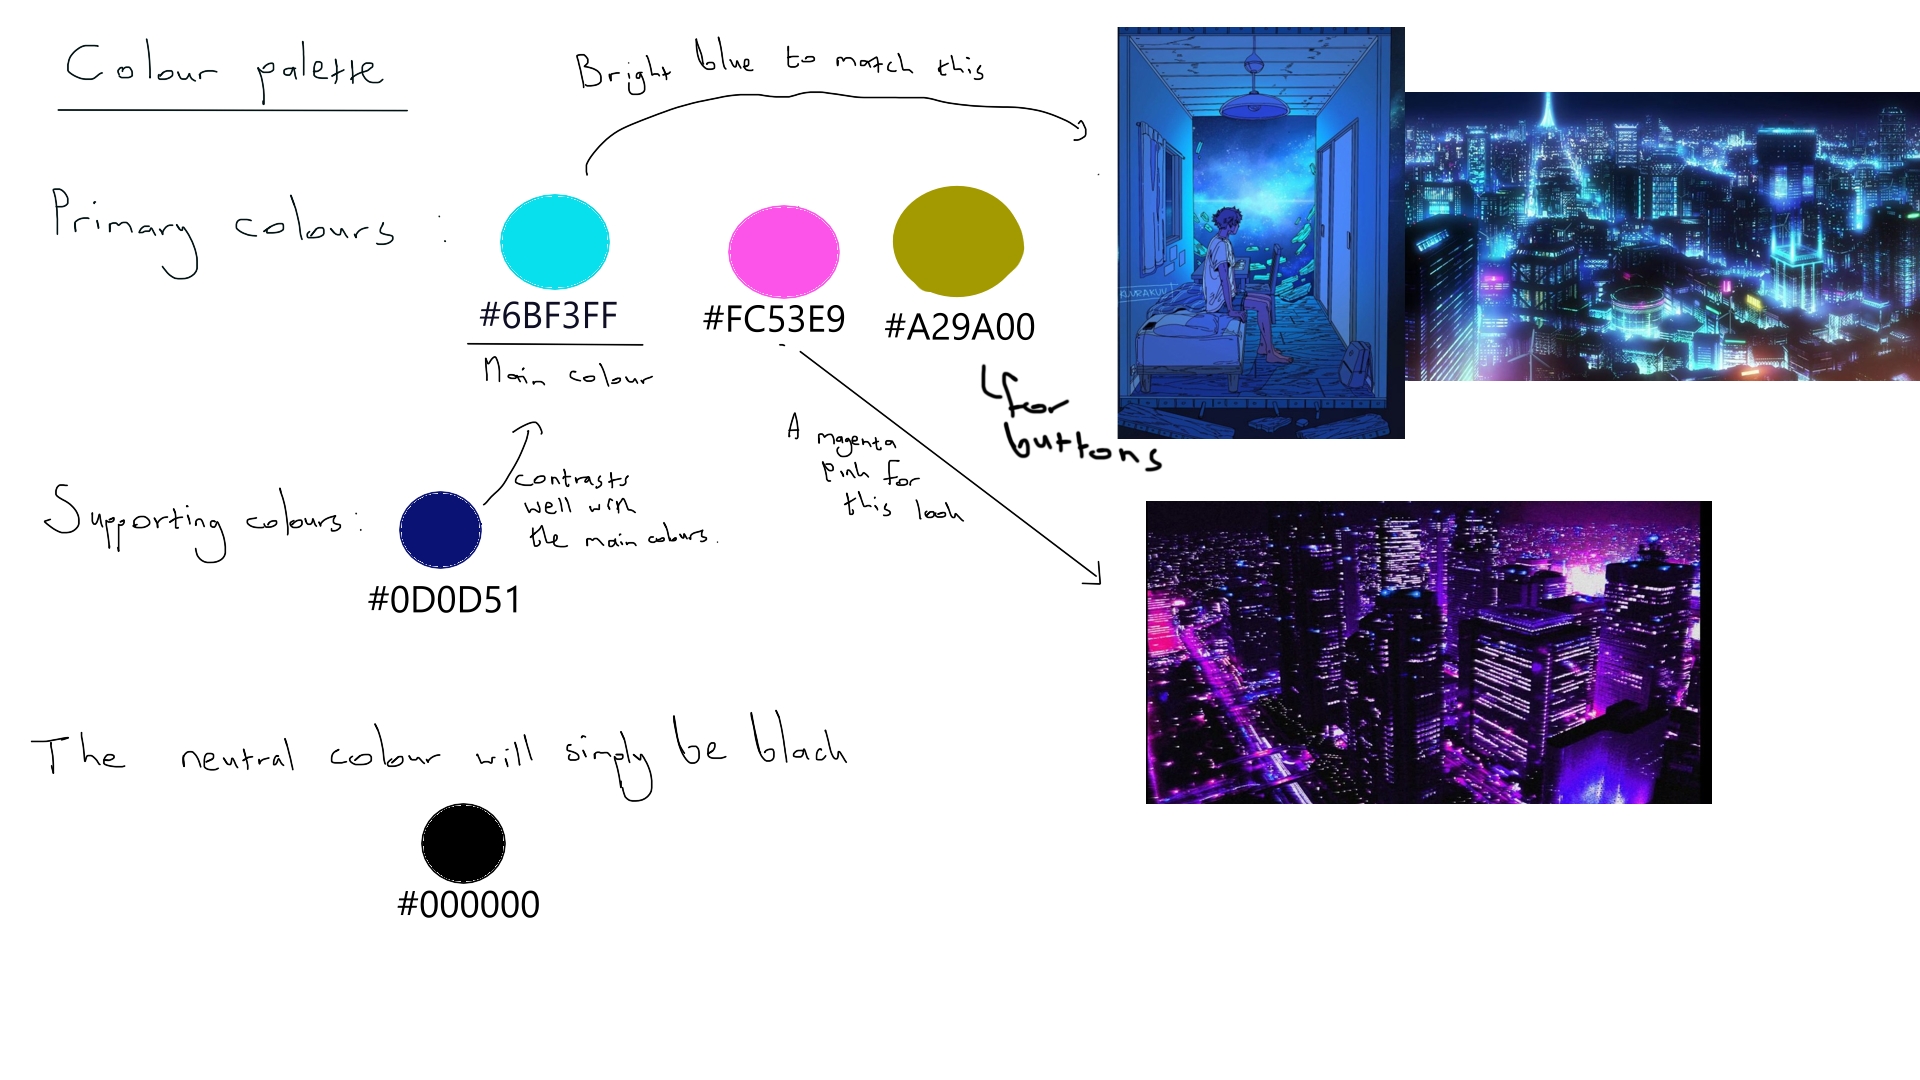 Colour palette
Bright blue to match this
Primary colours :
#6BF3FF
#FC53E9
#A29A00
Main colour
for
buttons
A magenta
pink for
this look
Supporting colours:
contrasts
well with
the main colours.
#0D0D51
The neutral colour will simply be black
#000000